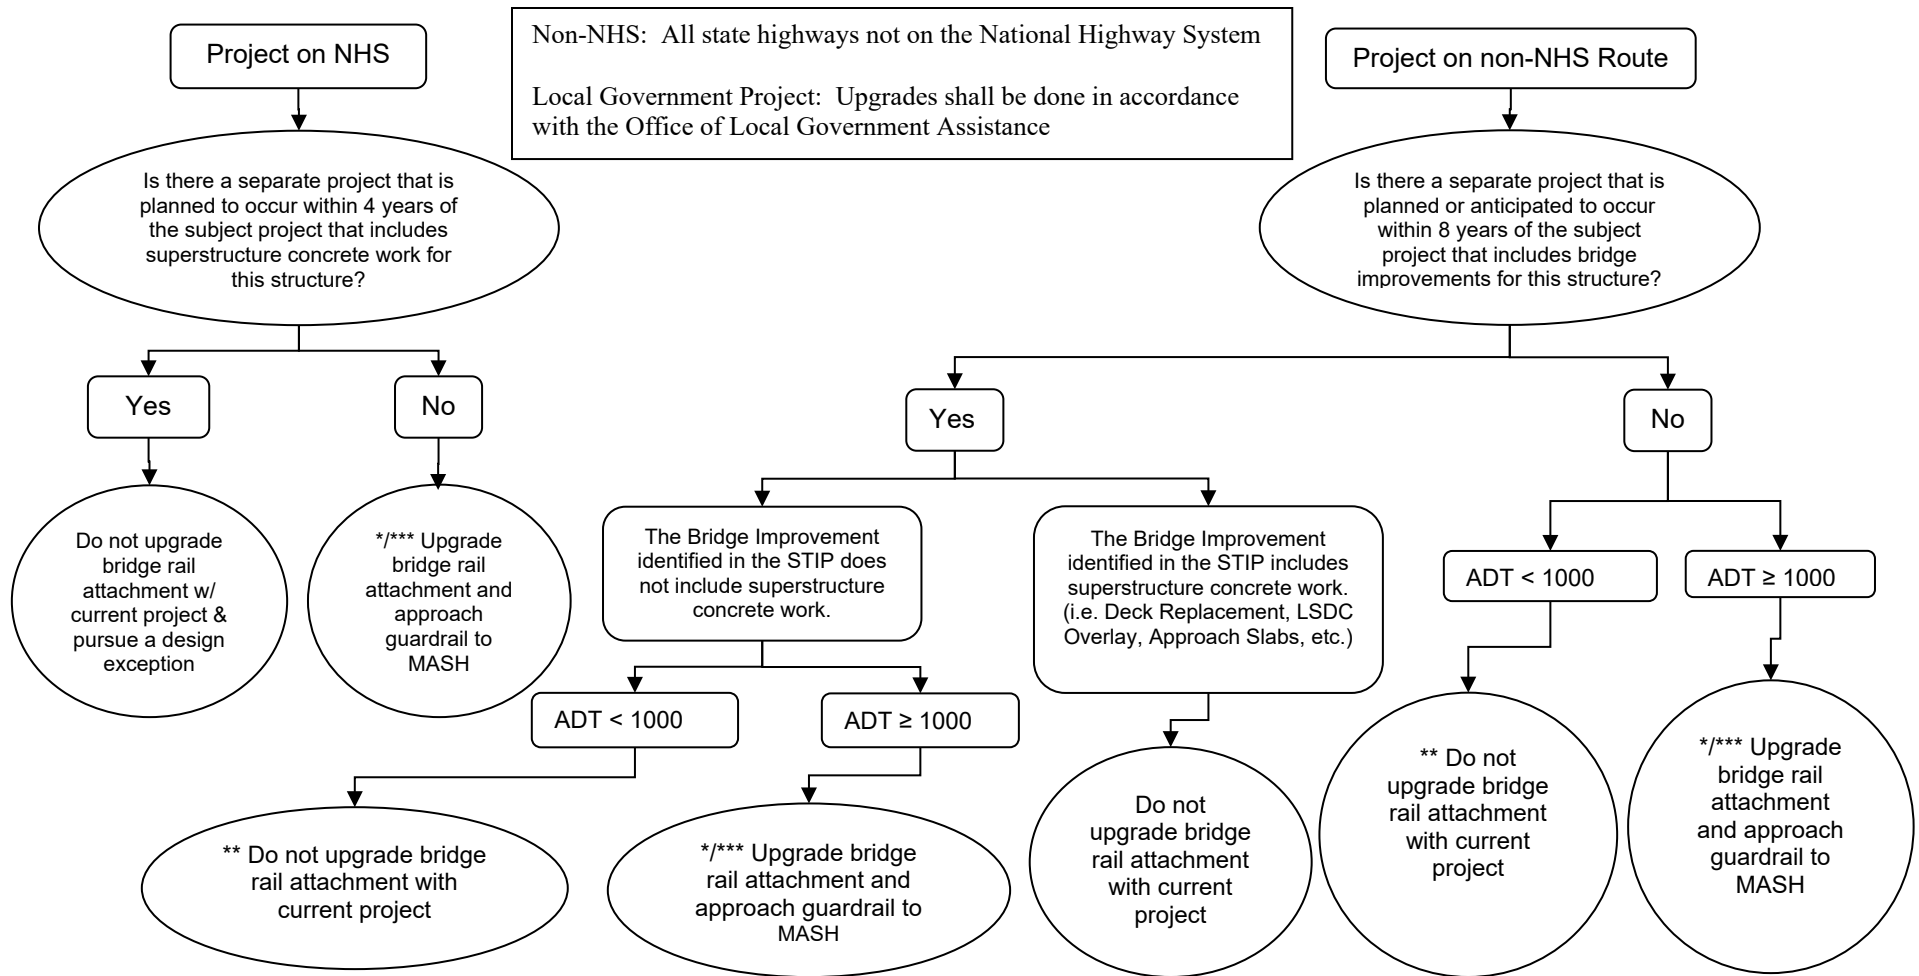 Project on NHS
Non-NHS:  All state highways not on the National Highway System
Local Government Project:  Upgrades shall be done in accordance
with the Office of Local Government Assistance
Project on non-NHS Route
Is there a separate project that is
planned to occur within 4 years of
the subject project that includes
superstructure concrete work for
this structure?
Is there a separate project that is
planned or anticipated to occur
within 8 years of the subject
project that includes bridge
improvements for this structure?
Yes
No
Yes
No
Do not upgrade
bridge rail
attachment w/
current project &
pursue a design
exception
*/*** Upgrade
bridge rail
attachment and
approach
guardrail to
MASH
The Bridge Improvement
identified in the STIP does
not include superstructure
concrete work.
The Bridge Improvement
identified in the STIP includes
superstructure concrete work.
(i.e. Deck Replacement, LSDC
Overlay, Approach Slabs, etc.)
ADT < 1000
ADT ≥ 1000
ADT < 1000
ADT ≥ 1000
** Do not upgrade bridge
rail attachment with
current project
*/*** Upgrade bridge
rail attachment and
approach guardrail to
MASH
Do not
upgrade bridge
rail attachment
with current
project
** Do not
upgrade bridge
rail attachment
with current
project
*/*** Upgrade
bridge rail
attachment
and approach
guardrail to
MASH